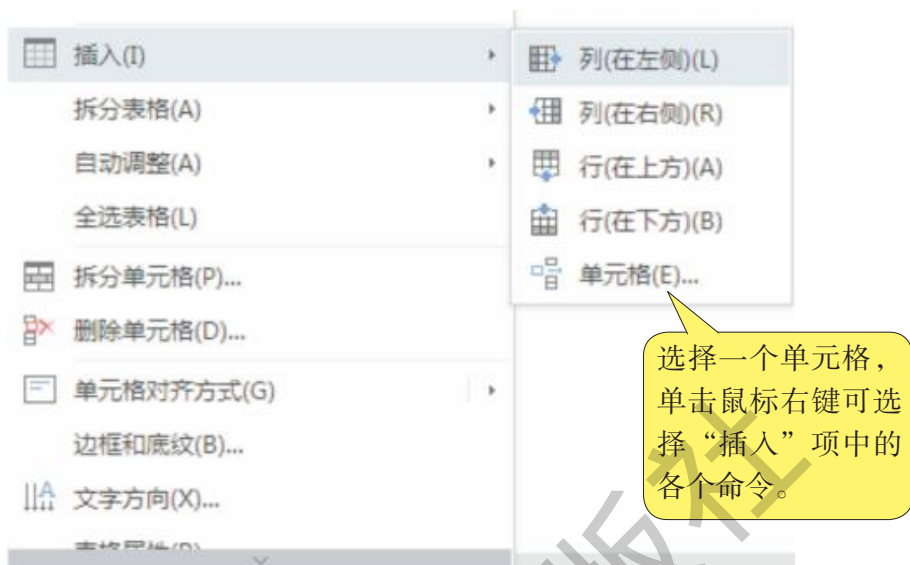 插入(I)
拆分表格(A)
自动调整(A)
全选表格(L)
拆分单元格(P)...
删除单元格(D)...
单元格对齐方式(G)
边框和底纹(B)...
文字方向(X)...
列(在左侧)(L)
列(在右侧)(R)
行(在上方)(A)
行(在下方)(B)
单元格(E)...
选择一个单元格，
单击鼠标右键可选
择“插入”项中的
各个命令。
版社